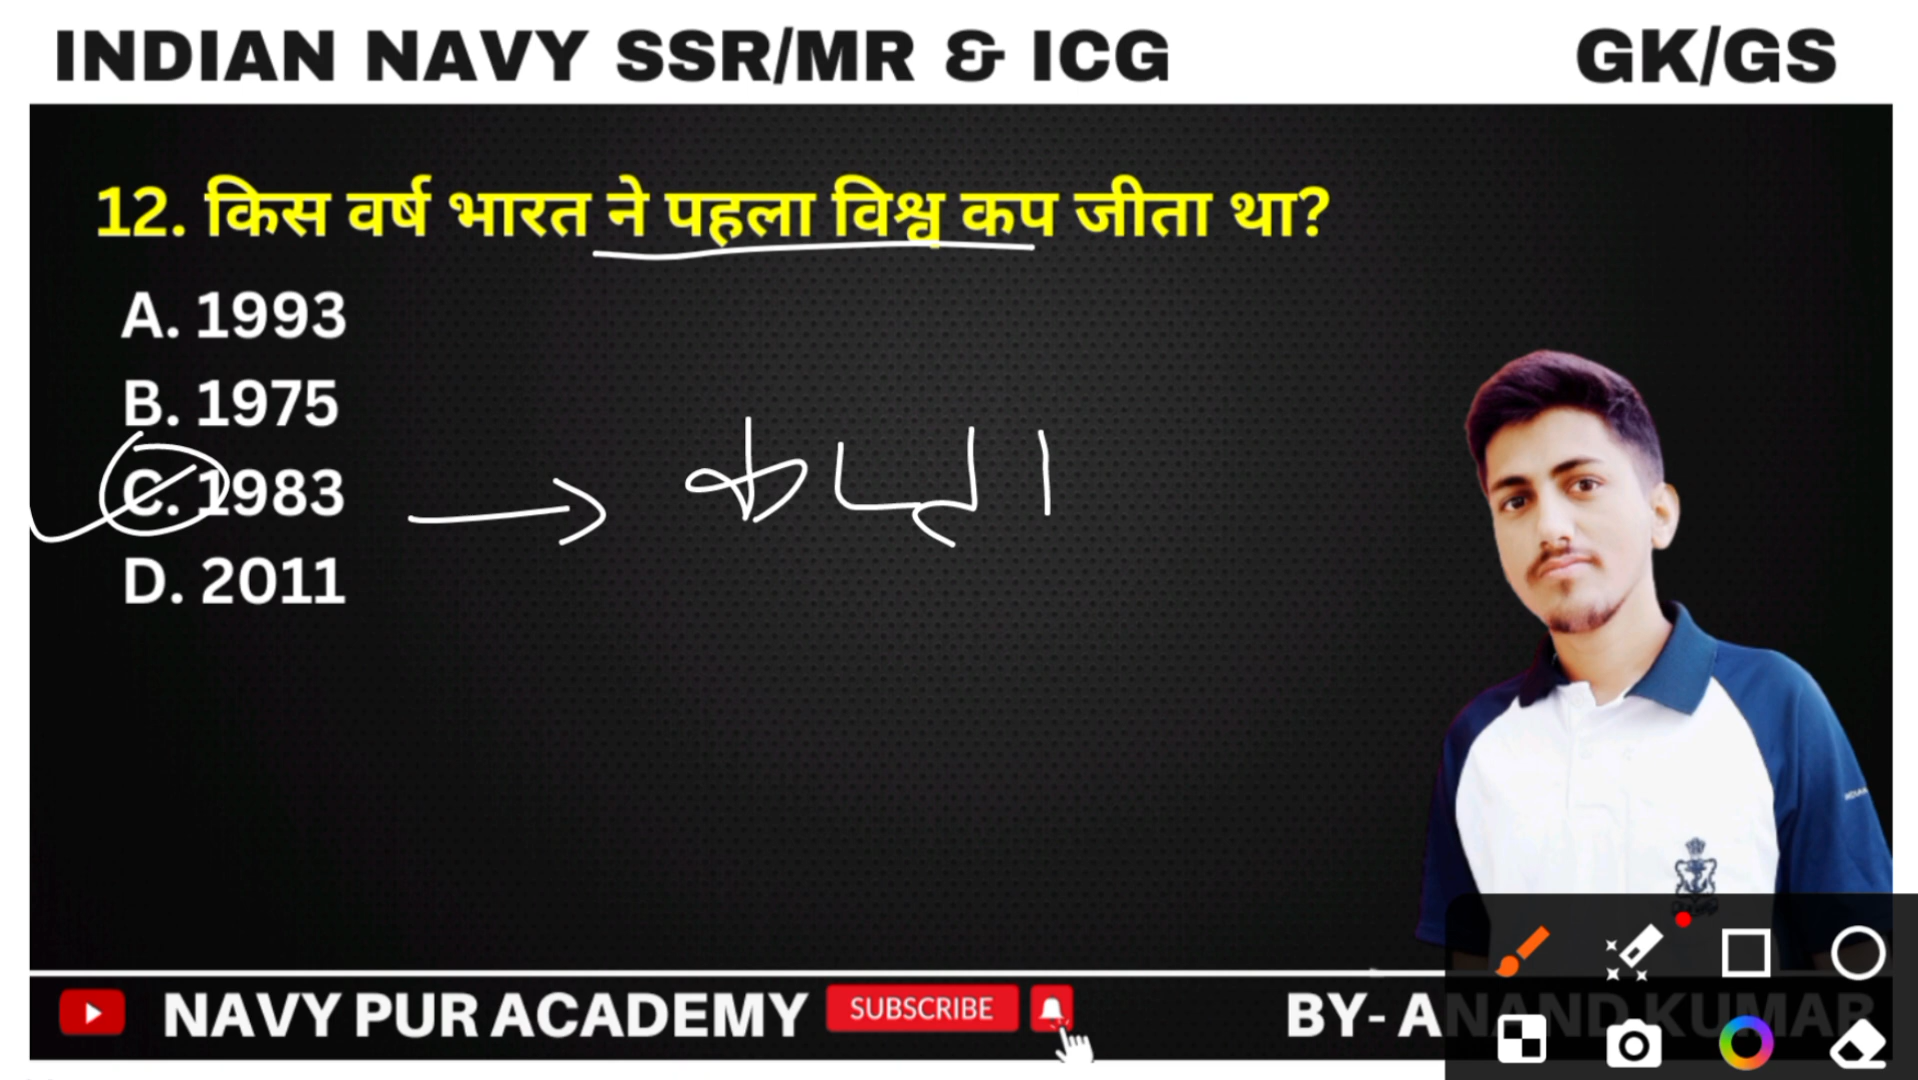 INDIAN NAVY SSR/MR & ICG GK/GS
12. किस वर्ष भारत ने पहला विश्व कप जीता था?
A. 1993
B. 1975
C. 1983
D. 2011
NAVY PUR ACADEMY SUBSCRIBE BY- ANAND KUMAR